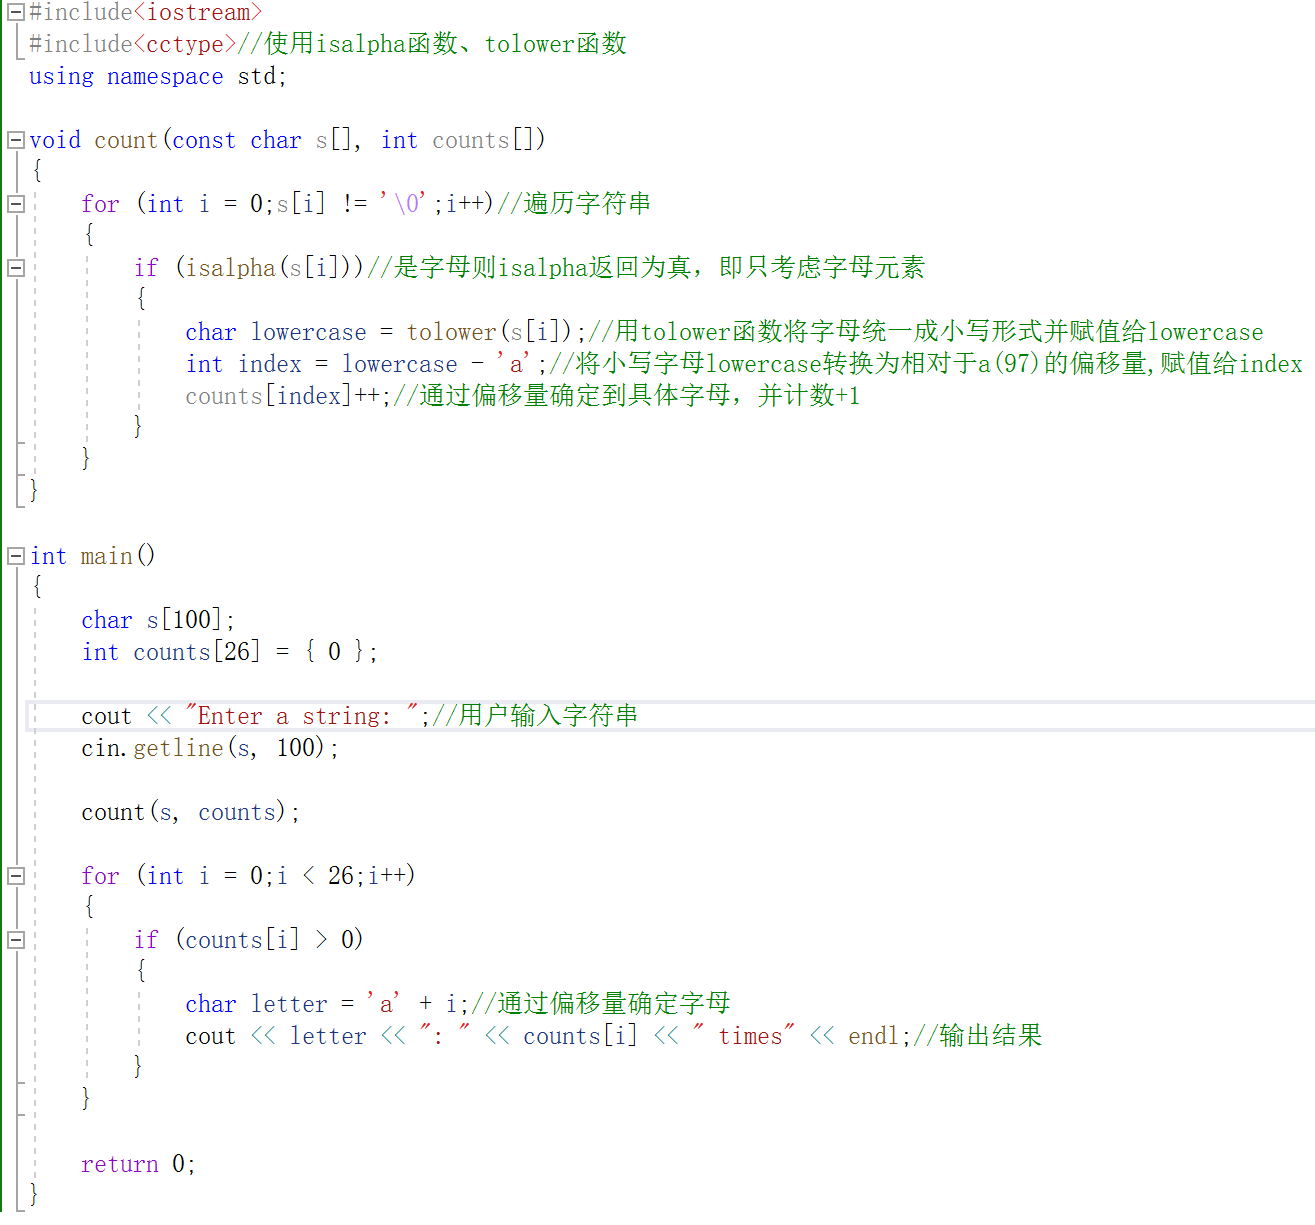 #include<iostream>
#include<cctype>//使用isalpha函数、tolower函数
using namespace std;
void count(const char s[], int counts[])
{
for (int i = 0;s[i] != '\0';i++)//遍历字符串
{
if (isalpha(s[i]))//是字母则isalpha返回为真，即只考虑字母元素
{
char lowercase = tolower(s[i]);//用tolower函数将字母统一成小写形式并赋值给lowercase
int index = lowercase - 'a';//将小写字母lowercase转换为相对于a(97)的偏移量,赋值给index
counts[index]++;//通过偏移量确定到具体字母，并计数+1
}
}
}
int main()
{
char s[100];
int counts[26] = { 0 };
cout << "Enter a string: ";//用户输入字符串
cin.getline(s, 100);
count(s, counts);
for (int i = 0;i < 26;i++)
{
if (counts[i] > 0)
{
char letter = 'a' + i;//通过偏移量确定字母
cout << letter << ": " << counts[i] << " times" << endl;//输出结果
}
}
return 0;
}